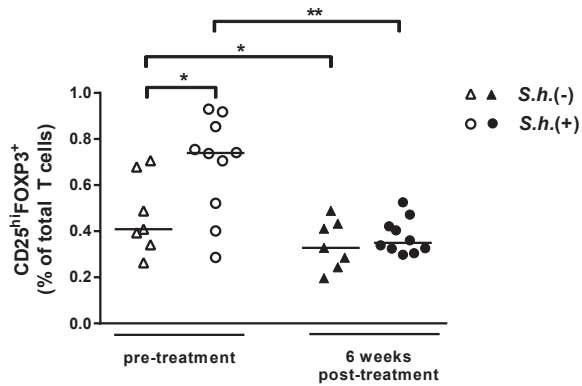 **
*
*
1.0
0.8
0.6
0.4
0.2
0.0
CD25hiFOXP3+
(% of total T cells)
S.h.(-)
S.h.(+)
pre-treatment
6 weeks
post-treatment